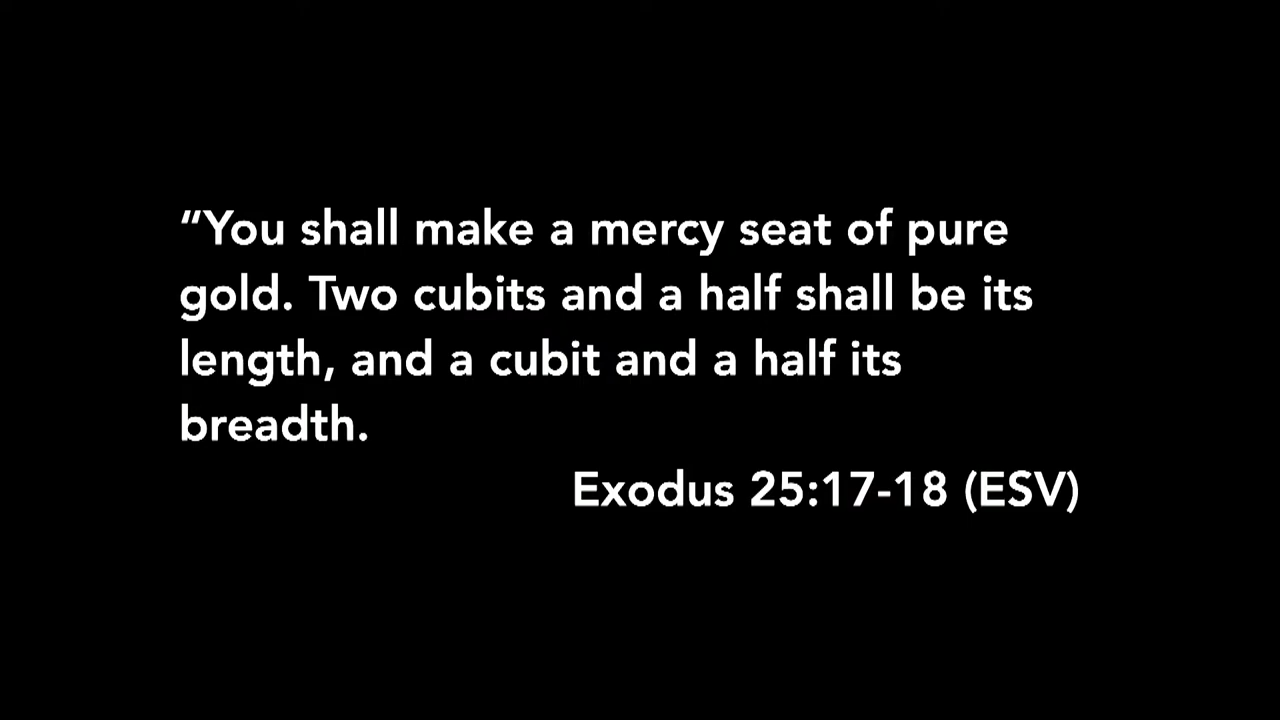 “You shall make a mercy seat of pure
gold. Two cubits and a half shall be its
length, and a cubit and a half its
breadth.
Exodus 25:17-18 (ESV)